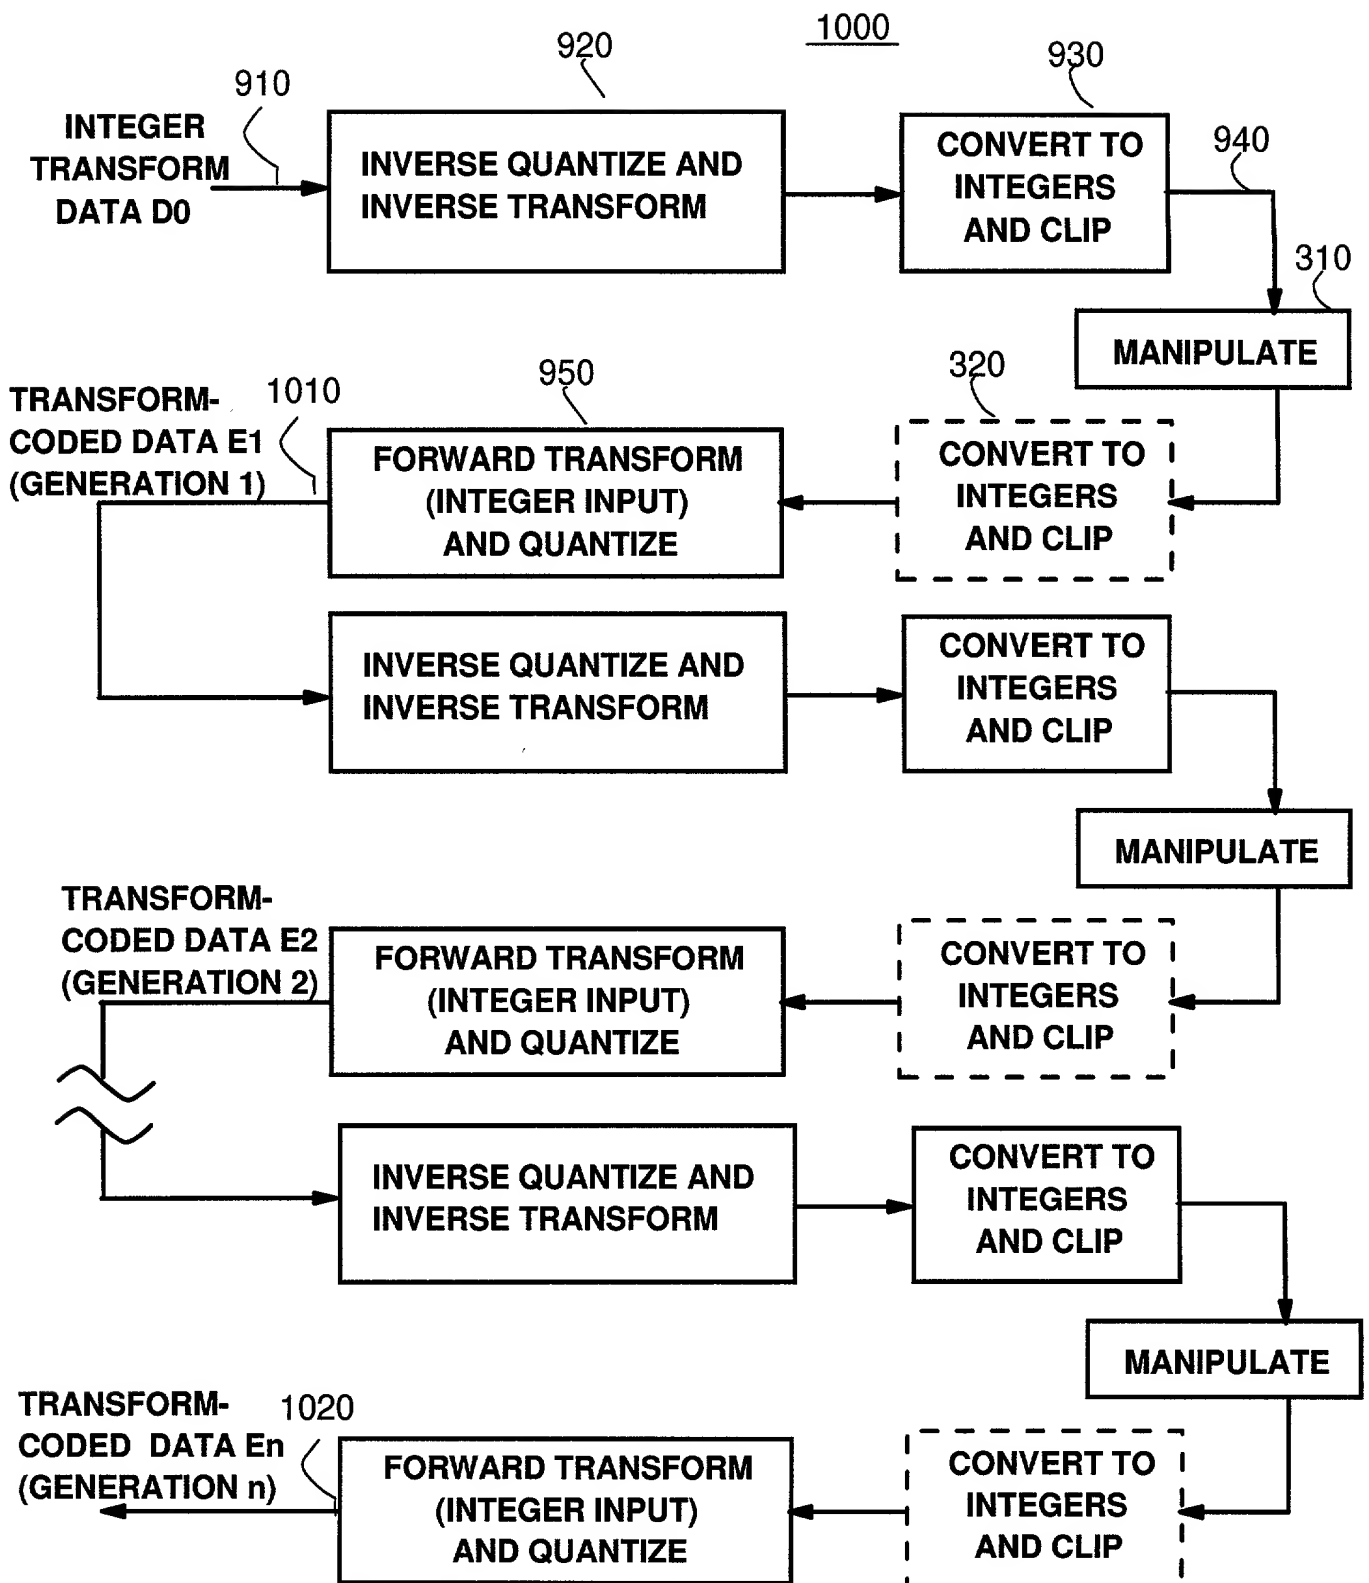 1000
920
930
910
INTEGER
TRANSFORM
DATA D0
INVERSE QUANTIZE AND
INVERSE TRANSFORM
CONVERT TO
INTEGERS
AND CLIP
940
310
MANIPULATE
TRANSFORM-
CODED DATA E1
(GENERATION 1)
1010
950
320
FORWARD TRANSFORM
(INTEGER INPUT)
AND QUANTIZE
CONVERT TO
INTEGERS
AND CLIP
INVERSE QUANTIZE AND
INVERSE TRANSFORM
CONVERT TO
INTEGERS
AND CLIP
MANIPULATE
TRANSFORM-
CODED DATA E2
(GENERATION 2)
FORWARD TRANSFORM
(INTEGER INPUT)
AND QUANTIZE
CONVERT TO
INTEGERS
AND CLIP
INVERSE QUANTIZE AND
INVERSE TRANSFORM
CONVERT TO
INTEGERS
AND CLIP
MANIPULATE
TRANSFORM-
CODED DATA En
(GENERATION n)
1020
FORWARD TRANSFORM
(INTEGER INPUT)
AND QUANTIZE
CONVERT TO
INTEGERS
AND CLIP